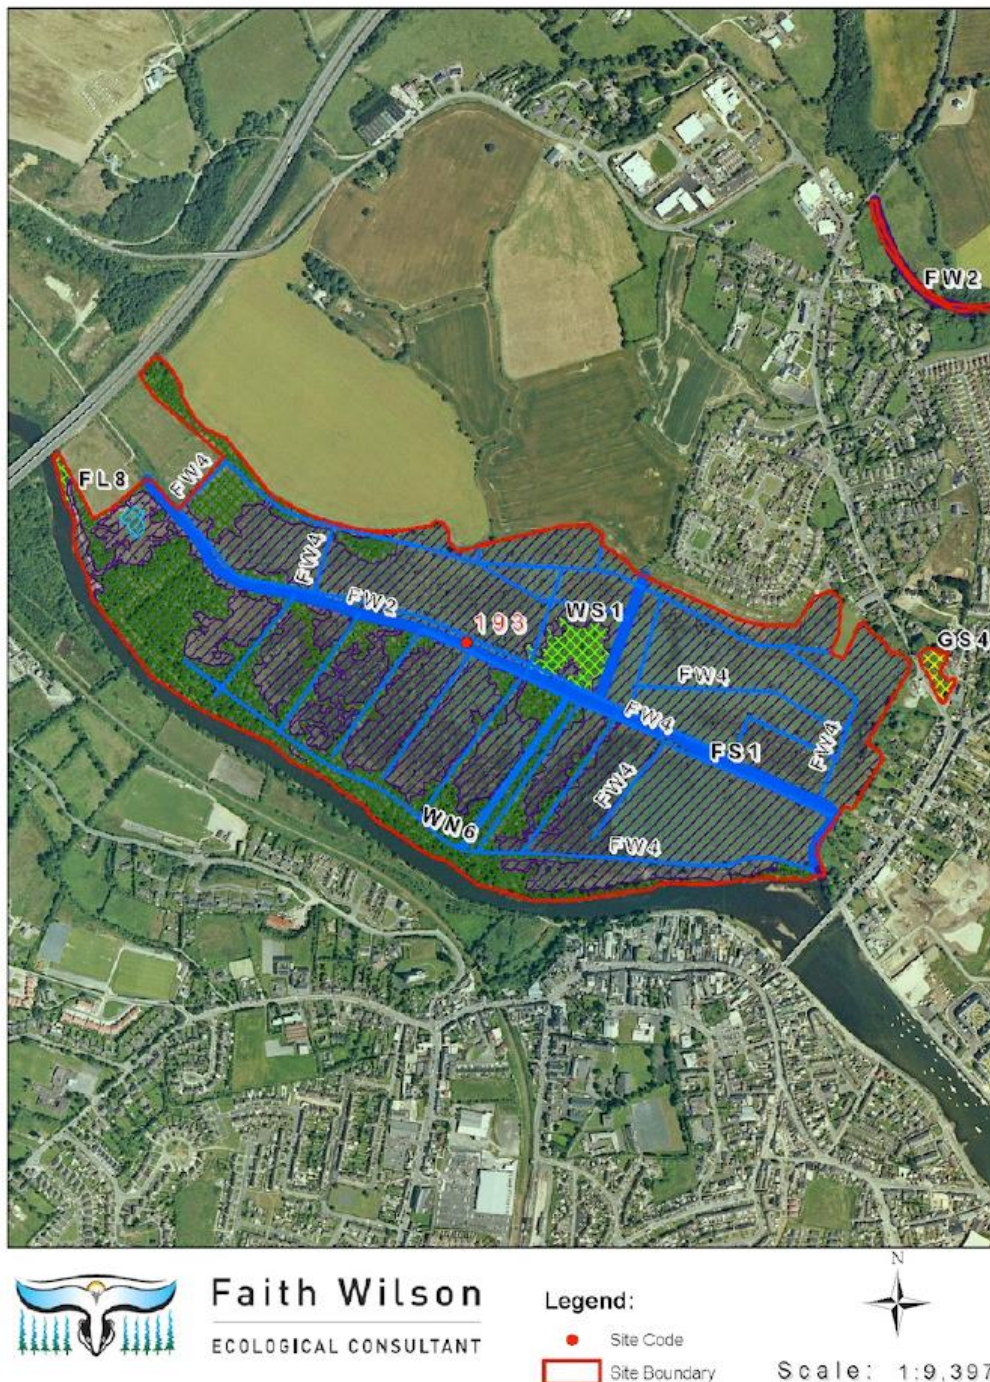 FW2
FL8
FW4
FW4
FW2
193
WS1
GS4
FW4
FW4
FS1
FW4
FW4
WN6
FW4
Faith Wilson
ECOLOGICAL CONSULTANT
Legend:
Site Code
Site Boundary
N
Scale: 1:9,397